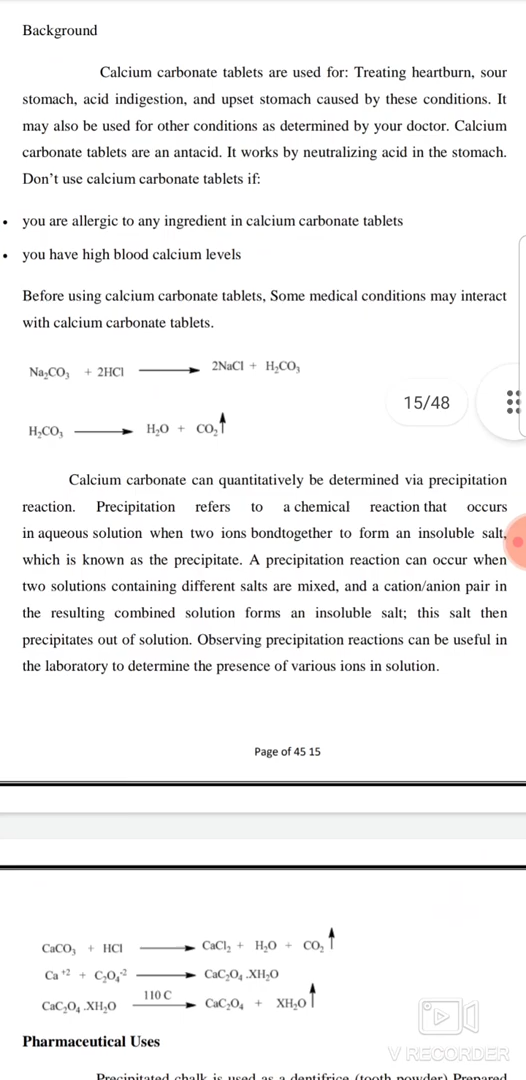 Background
Calcium carbonate tablets are used for: Treating heartburn, sour
stomach, acid indigestion, and upset stomach caused by these conditions. It
may also be used for other conditions as determined by your doctor. Calcium
carbonate tablets are an antacid. It works by neutralizing acid in the stomach.
Don't use calcium carbonate tablets if:
• you are allergic to any ingredient in calcium carbonate tablets
• you have high blood calcium levels
Before using calcium carbonate tablets, Some medical conditions may interact
with calcium carbonate tablets.
Na₂CO₃ + 2HCl ⟶ 2NaCl + H₂CO₃
15/48
H₂CO₃ ⟶ H₂O + CO₂↑
Calcium carbonate can quantitatively be determined via precipitation
reaction. Precipitation refers to a chemical reaction that occurs
in aqueous solution when two ions bondtogether to form an insoluble salt,
which is known as the precipitate. A precipitation reaction can occur when
two solutions containing different salts are mixed, and a cation/anion pair in
the resulting combined solution forms an insoluble salt; this salt then
precipitates out of solution. Observing precipitation reactions can be useful in
the laboratory to determine the presence of various ions in solution.
Page of 45 15
CaCO₃ + HCl ⟶ CaCl₂ + H₂O + CO₂↑
Ca⁺² + C₂O₄⁻² ⟶ CaC₂O₄ .XH₂O
CaC₂O₄ .XH₂O 110 C ⟶ CaC₂O₄ + XH₂O↑
Pharmaceutical Uses
V RECORDER
Precipitated chalk is used as a dentifrice (tooth powder) Prepared